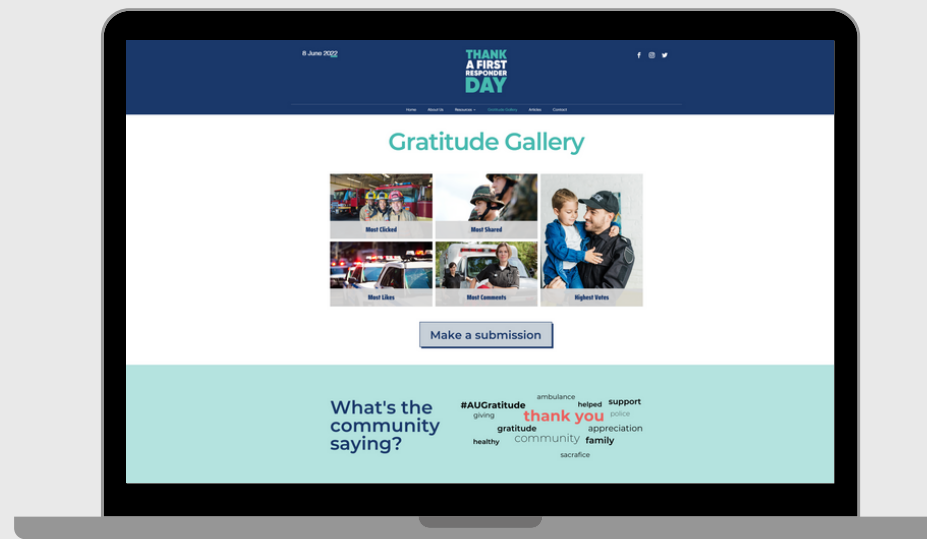 8 June 2022
THANK
A FIRST
RESPONDER
DAY
Home About Us Resources Gratitude Gallery Articles Contact
Gratitude Gallery
Most Clicked
Most Shared
Most Likes
Most Comments
Highest Votes
Make a submission
What's the
community
saying?
ambulance
#AUGratitude helped support
giving thank you police
gratitude appreciation
healthy community family
sacrafice